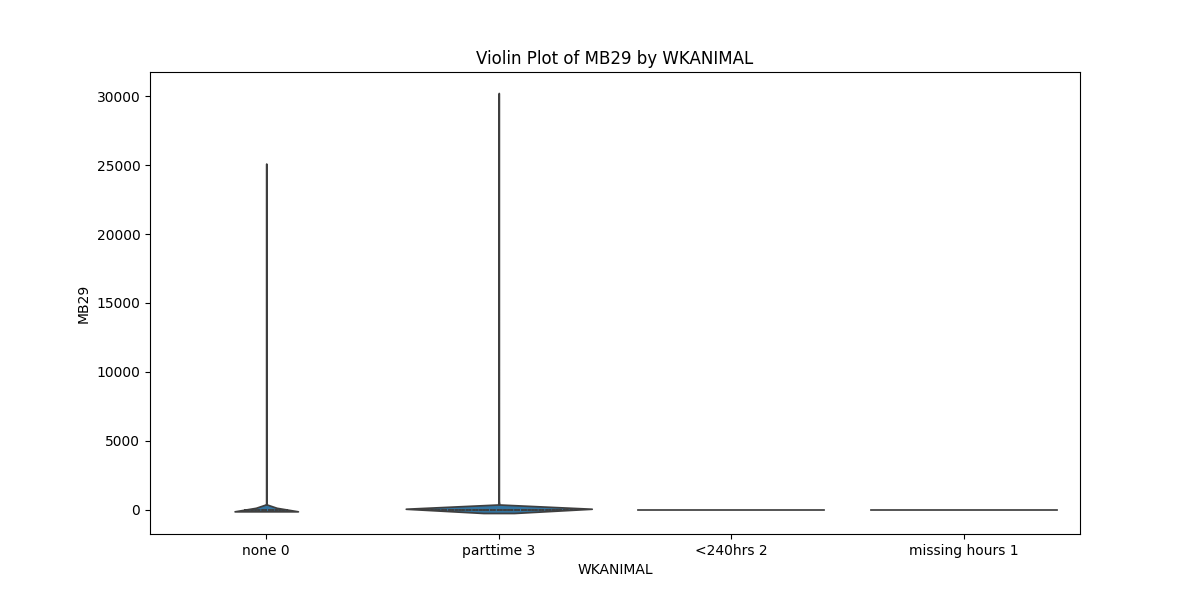 Violin Plot of MB29 by WKANIMAL
30000
25000
20000
15000
10000
5000
0
MB29
none 0
parttime 3
<240hrs 2
missing hours 1
WKANIMAL